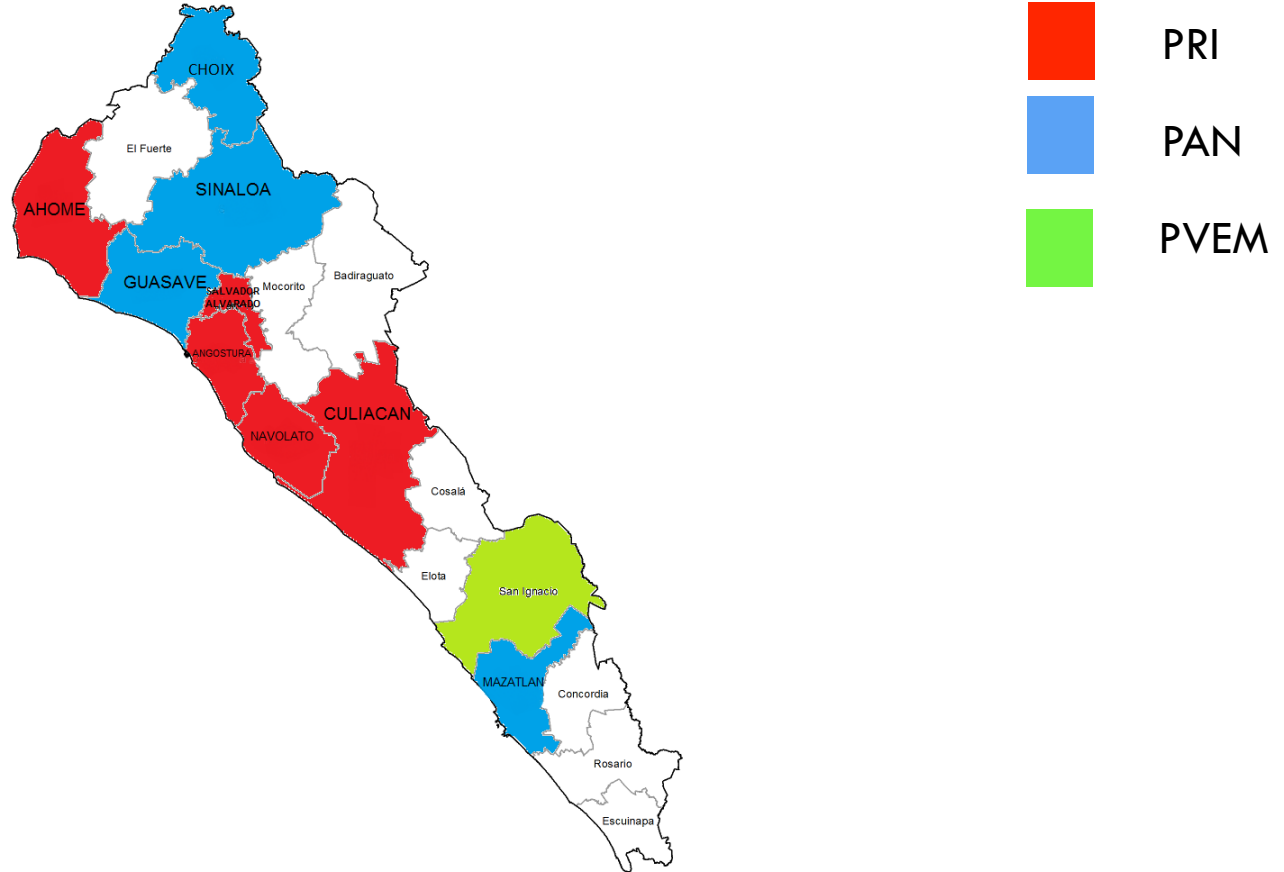 CHOIX
El Fuerte
SINALOA
AHOME
GUASAVE
SALVADOR
ALVARADO
Mocorito
Badiraguato
ANGOSTURA
CULIACAN
NAVOLATO
Cosalá
Elota
San Ignacio
MAZATLAN
Concordia
Rosario
Escuinapa
PRI
PAN
PVEM